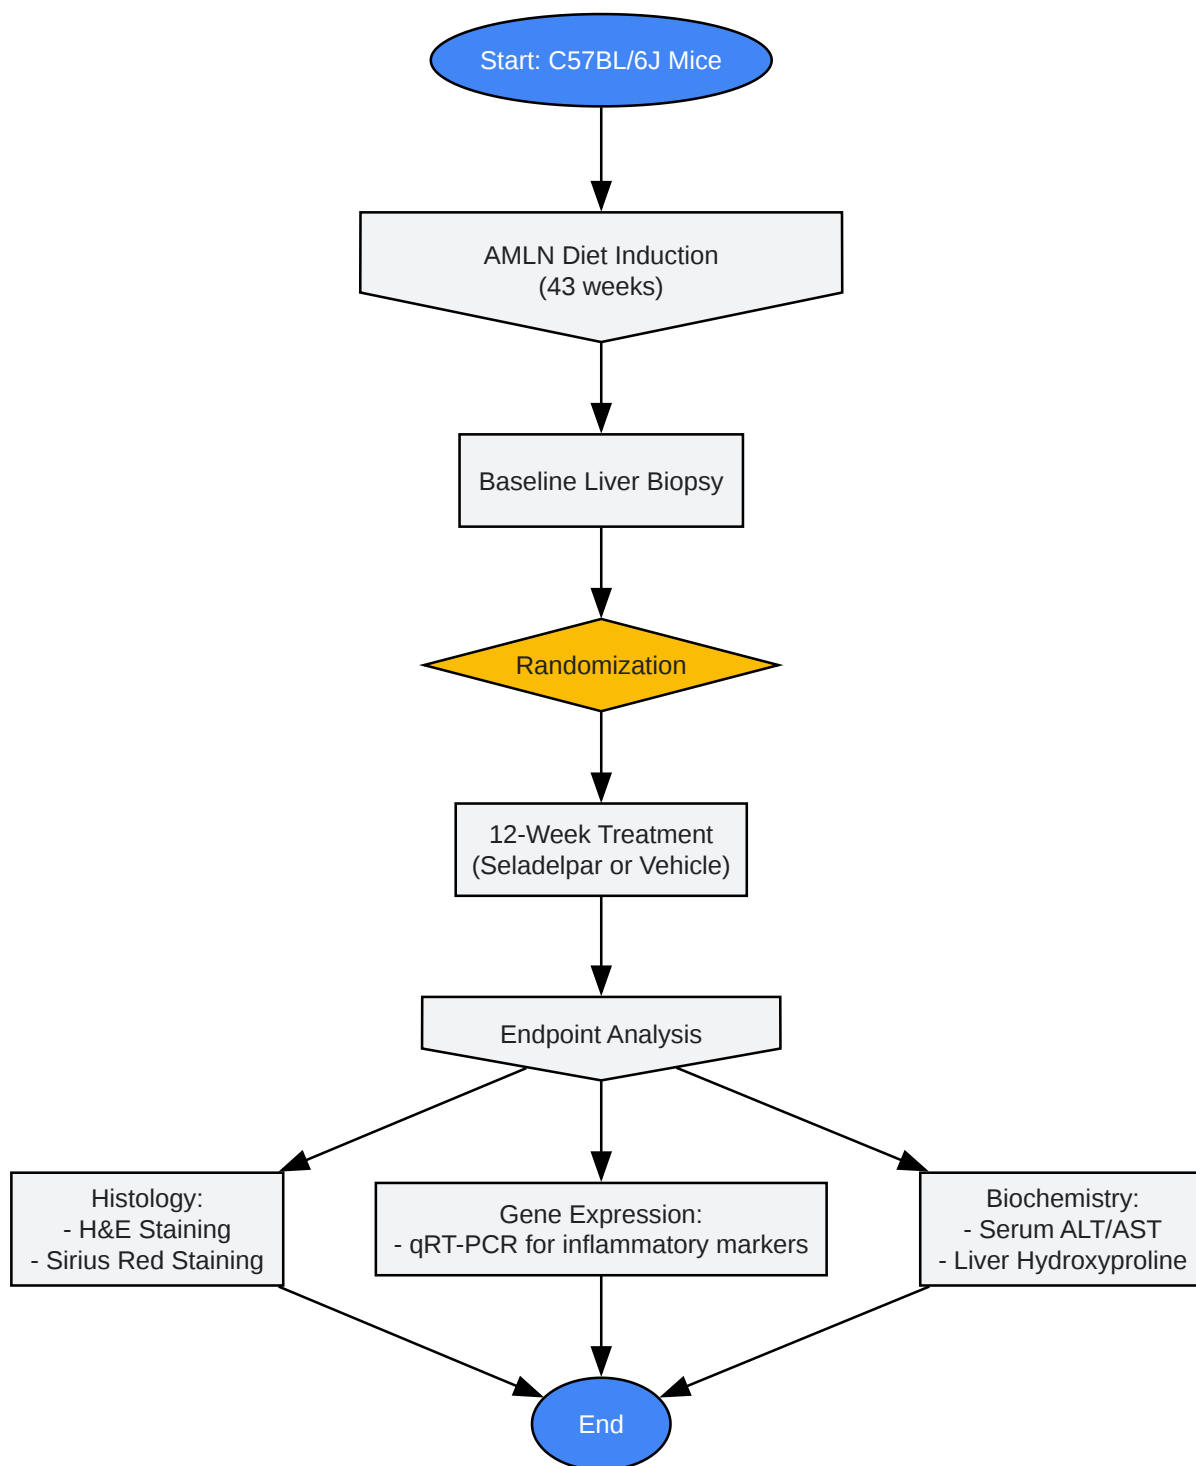 Start: C57BL/6J Mice
AMLN Diet Induction
(43 weeks)
Baseline Liver Biopsy
Randomization
12-Week Treatment
(Seladelpar or Vehicle)
Endpoint Analysis
Histology:
- H&E Staining
- Sirius Red Staining
Gene Expression:
- qRT-PCR for inflammatory markers
Biochemistry:
- Serum ALT/AST
- Liver Hydroxyproline
End